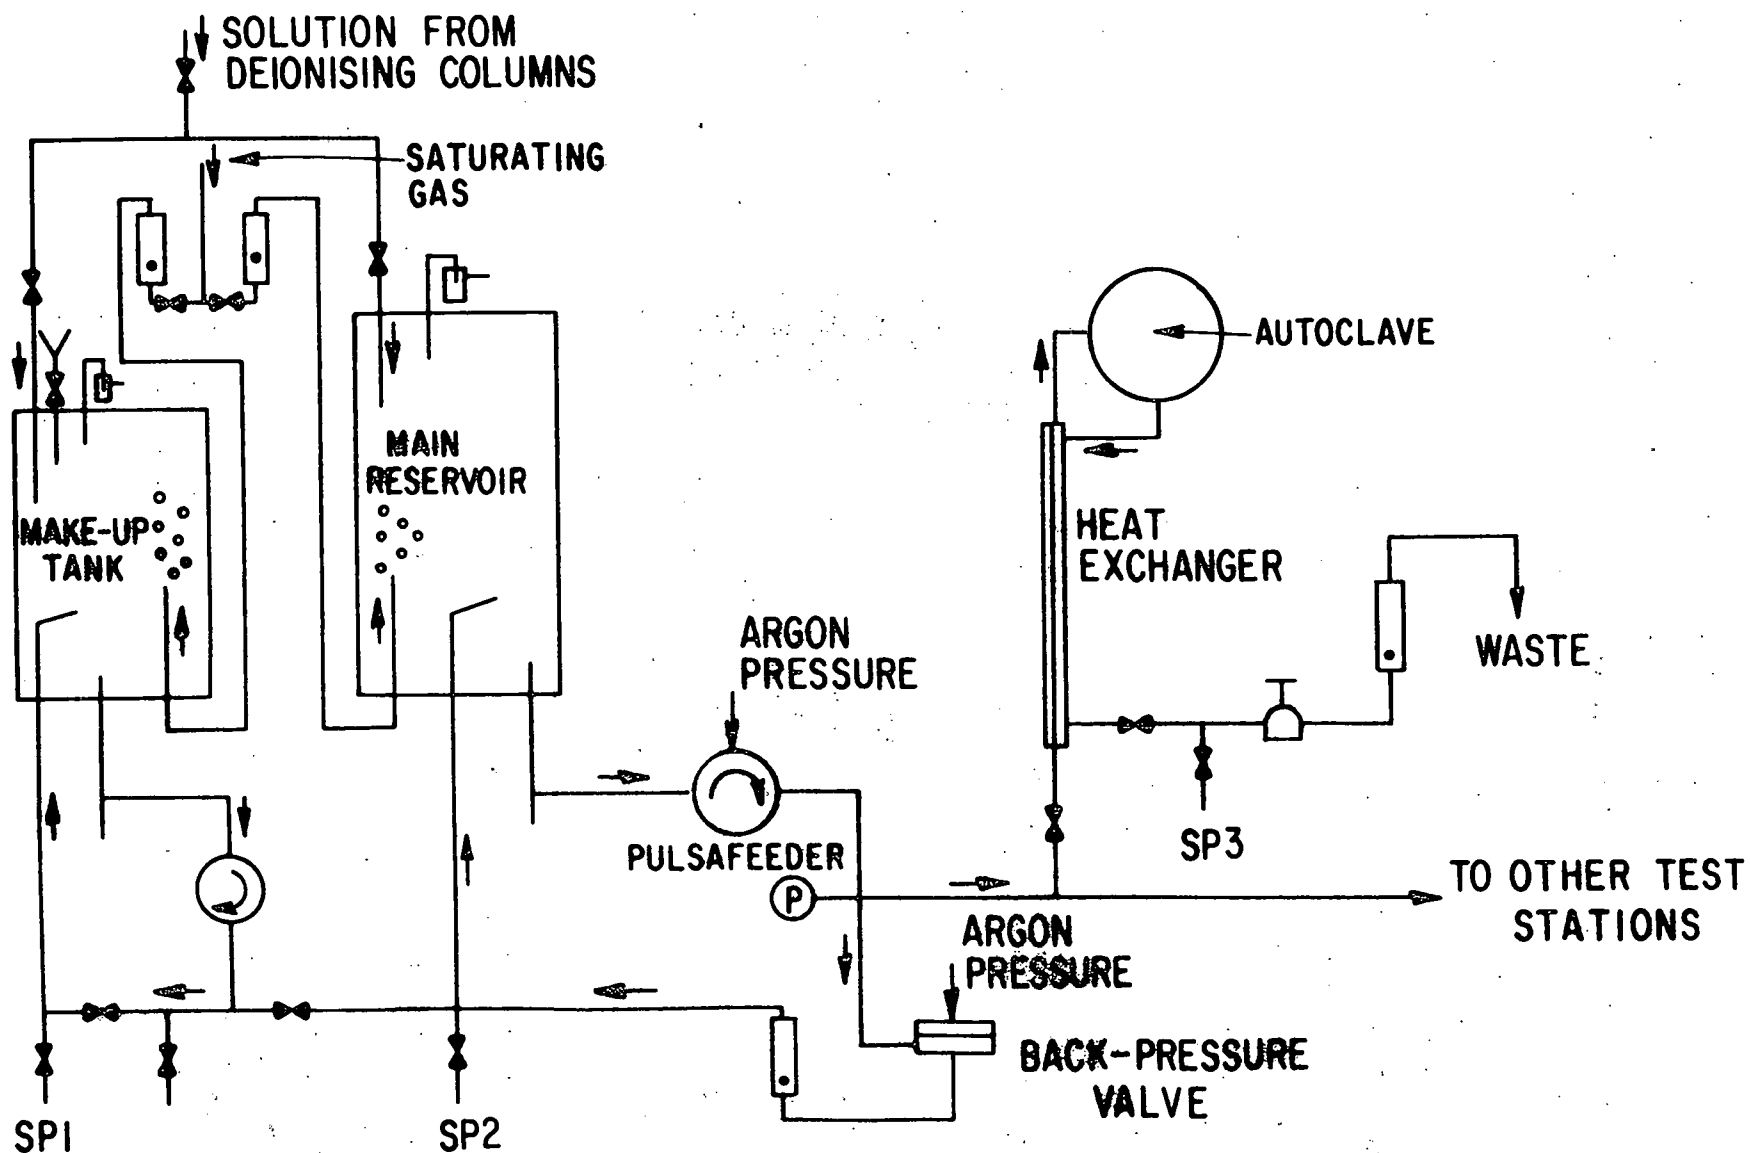 SOLUTION FROM
DEIONISING COLUMNS
SATURATING
GAS
AUTOCLAVE
MAIN
RESERVOIR
MAKE-UP
TANK
HEAT
EXCHANGER
ARGON
PRESSURE
WASTE
PULSAFEEDER
SP3
P
TO OTHER TEST
STATIONS
ARGON
PRESSURE
BACK-PRESSURE
VALVE
SP1
SP2